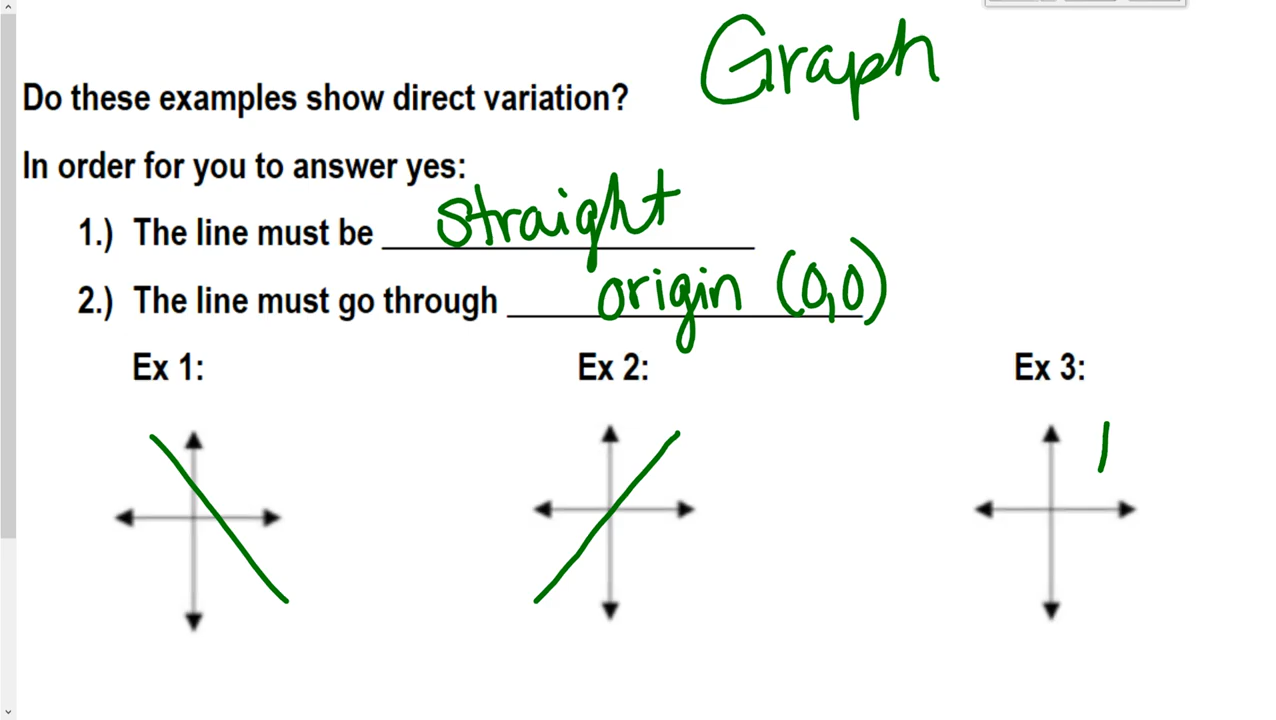 Graph
Do these examples show direct variation?
In order for you to answer yes:
1.) The line must be straight
2.) The line must go through origin (0,0)
Ex 1: Ex 2: Ex 3: